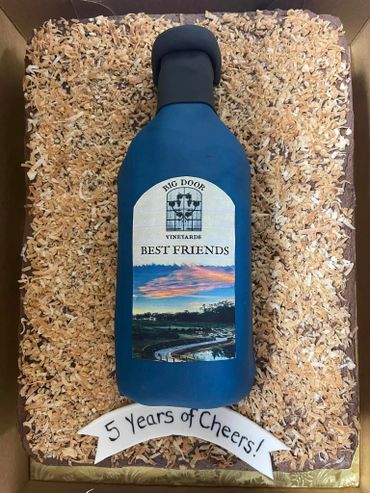 BIG DOOR
VINEYARDS
BEST FRIENDS
5 Years of Cheers!